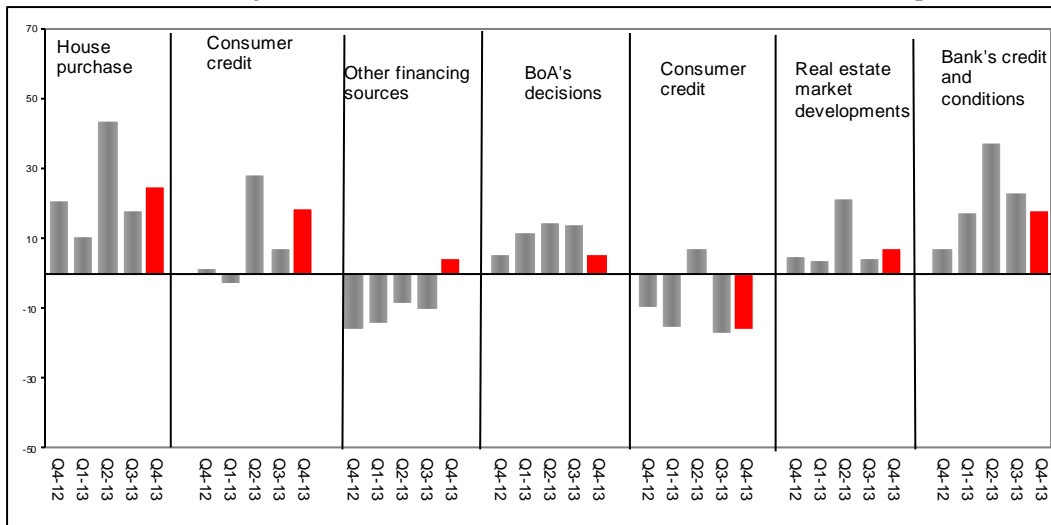 70
50
30
10
-10
-30
-50
House
purchase
Consumer
credit
Other financing
sources
BoA's
decisions
Consumer
credit
Real estate
market
developments
Bank's credit
and
conditions
Q4-12
Q1-13
Q2-13
Q3-13
Q4-13
Q4-12
Q1-13
Q2-13
Q3-13
Q4-13
Q4-12
Q1-13
Q2-13
Q3-13
Q4-13
Q4-12
Q1-13
Q2-13
Q3-13
Q4-13
Q4-12
Q1-13
Q2-13
Q3-13
Q4-13
Q4-12
Q1-13
Q2-13
Q3-13
Q4-13
Q4-12
Q1-13
Q2-13
Q3-13
Q4-13